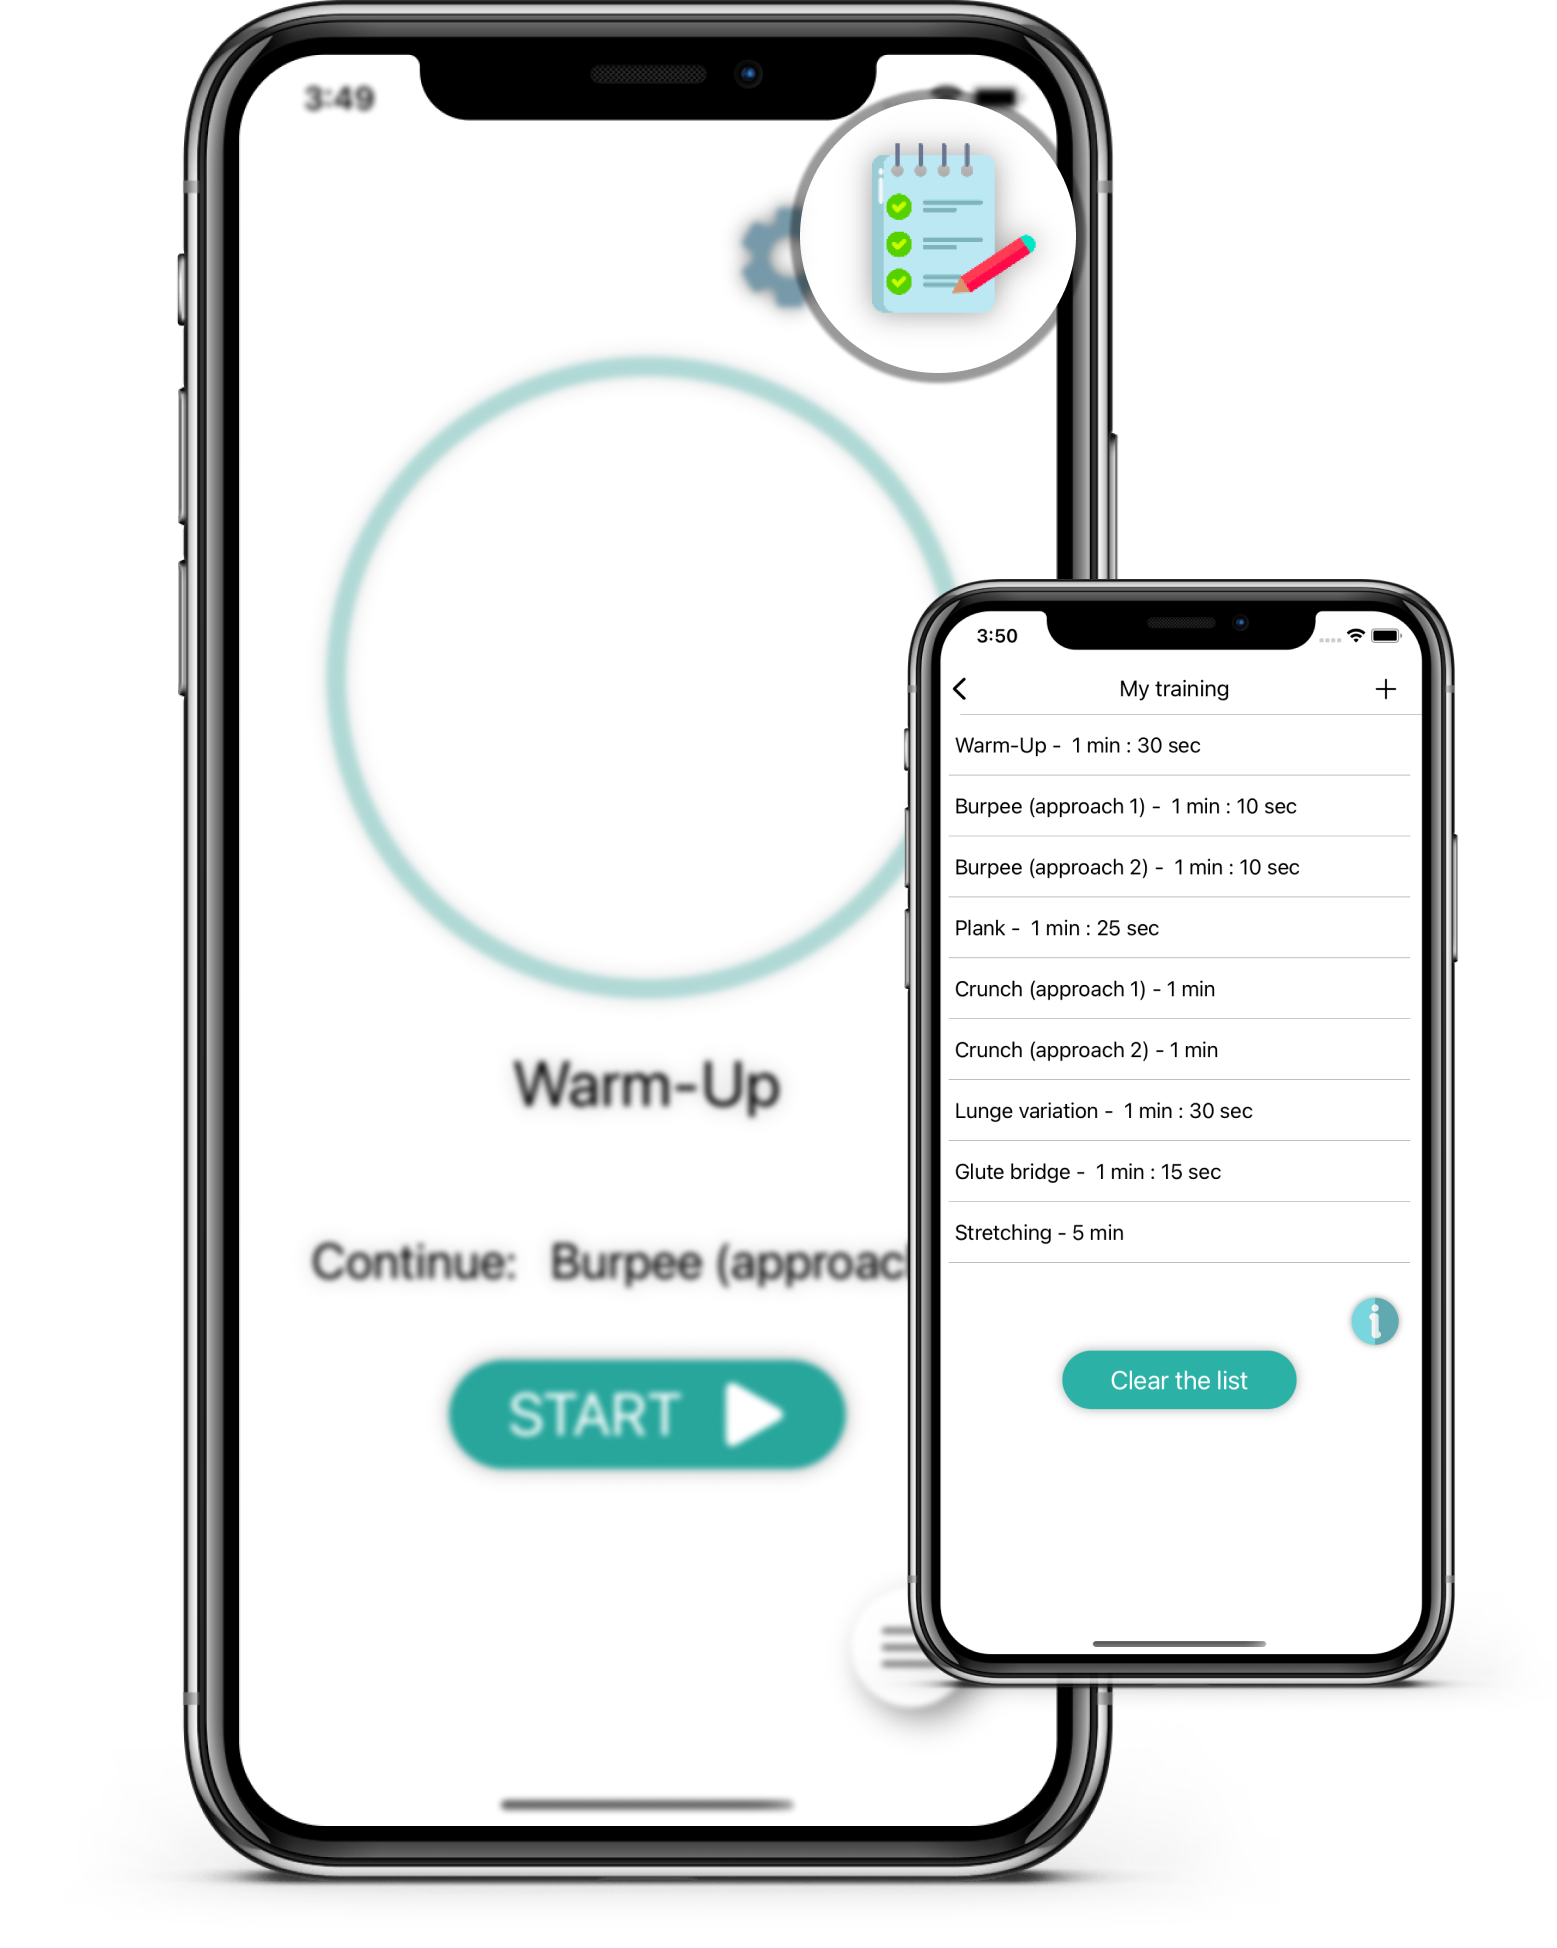 3:49
Warm-Up
Continue: Burpee
START
3:50
My training
Warm-Up - 1 min : 30 sec
Burpee (approach 1) - 1 min : 10 sec
Burpee (approach 2) - 1 min : 10 sec
Plank - 1 min : 25 sec
Crunch (approach 1) - 1 min
Crunch (approach 2) - 1 min
Lunge variation - 1 min : 30 sec
Glute bridge - 1 min : 15 sec
Stretching - 5 min
Clear the list